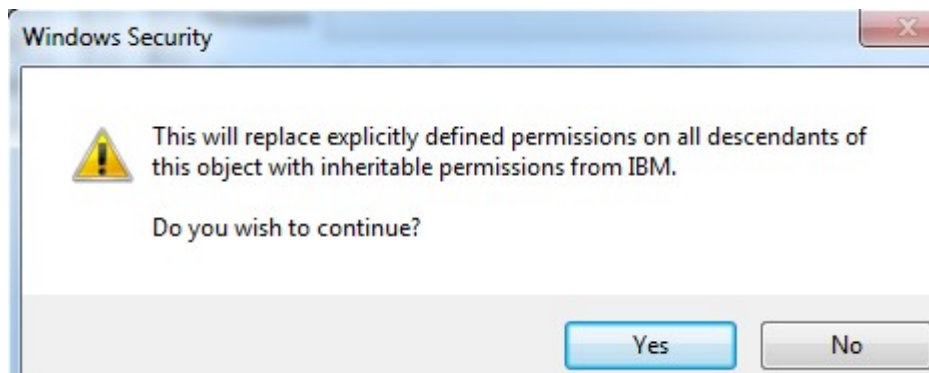 Windows Security
This will replace explicitly defined permissions on all descendants of
this object with inheritable permissions from IBM.
Do you wish to continue?
Yes
No